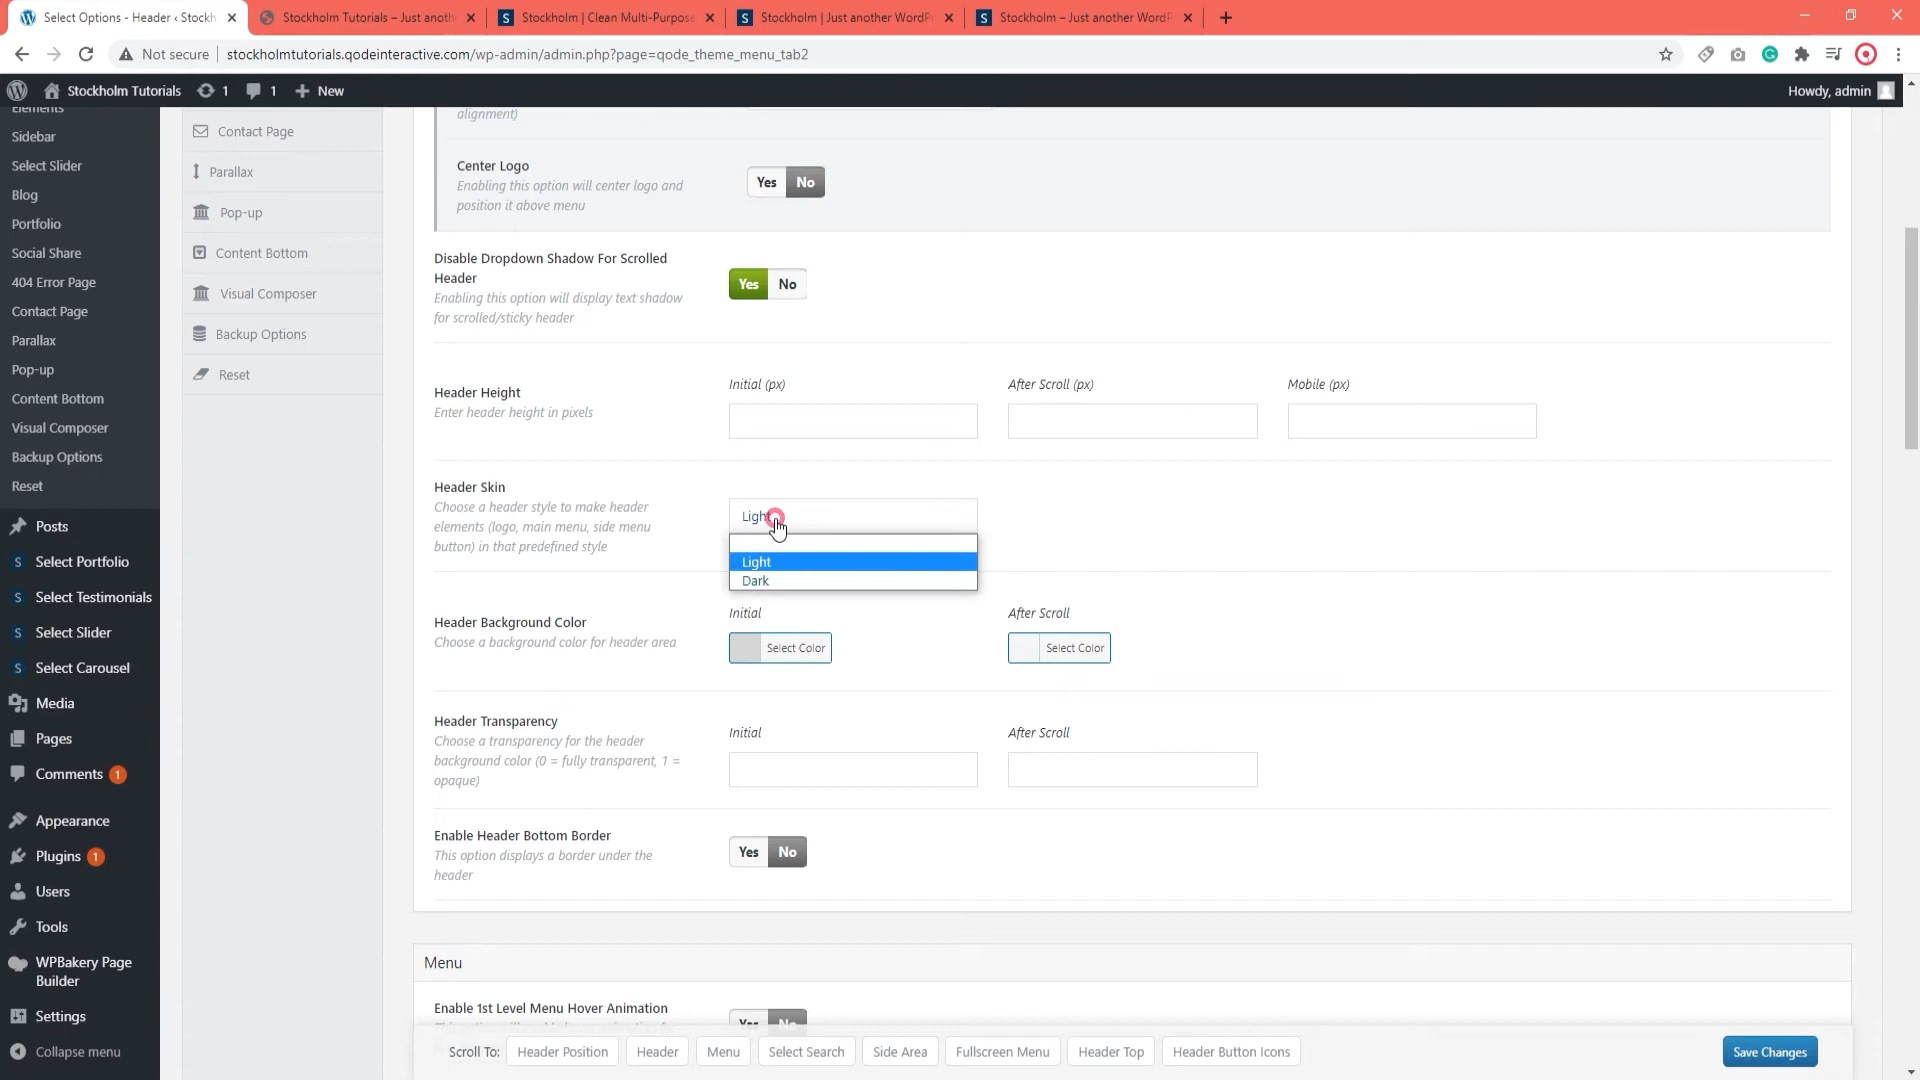 Select Options - Header ‹ Stockh
Stockholm Tutorials – Just anoth
Stockholm | Clean Multi-Purpose
Stockholm | Just another WordPr
Stockholm – Just another WordP
Not secure
stockholmtutorials.qodeinteractive.com/wp-admin/admin.php?page=qode_theme_menu_tab2
Stockholm Tutorials
1
1
New
Howdy, admin
Elements
Sidebar
Select Slider
Blog
Portfolio
Social Share
404 Error Page
Contact Page
Parallax
Pop-up
Content Bottom
Visual Composer
Backup Options
Reset
Posts
Select Portfolio
Select Testimonials
Select Slider
Select Carousel
Media
Pages
Comments 1
Appearance
Plugins 1
Users
Tools
WPBakery Page
Builder
Settings
Collapse menu
Contact Page
Parallax
Pop-up
Content Bottom
Visual Composer
Backup Options
Reset
alignment)
Center Logo
Enabling this option will center logo and
position it above menu
Yes No
Disable Dropdown Shadow For Scrolled
Header
Enabling this option will display text shadow
for scrolled/sticky header
Yes No
Header Height
Enter header height in pixels
Initial (px)
After Scroll (px)
Mobile (px)
Header Skin
Choose a header style to make header
elements (logo, main menu, side menu
button) in that predefined style
Light
Light
Dark
Header Background Color
Choose a background color for header area
Initial
Select Color
After Scroll
Select Color
Header Transparency
Choose a transparency for the header
background color (0 = fully transparent, 1 =
opaque)
Initial
After Scroll
Enable Header Bottom Border
This option displays a border under the
header
Yes No
Menu
Enable 1st Level Menu Hover Animation
Yes No
Scroll To: Header Position Header Menu Select Search Side Area Fullscreen Menu Header Top Header Button Icons
Save Changes